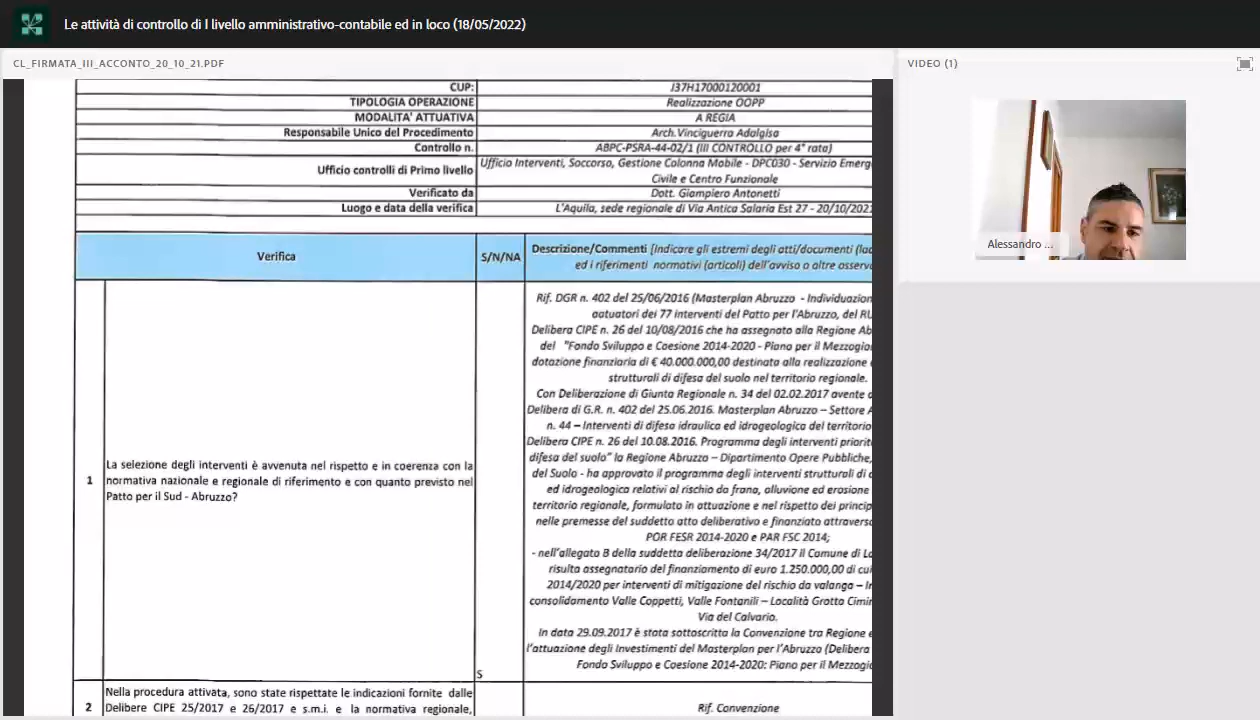 Le attività di controllo di I livello amministrativo-contabile ed in loco (18/05/2022)
CL_FIRMATA_III_ACCONTO_20_10_21.PDF
VIDEO (1)
CUP: J37H17000120001
TIPOLOGIA OPERAZIONE Realizzazione OOPP
MODALITA' ATTUATIVA A REGIA
Responsabile Unico del Procedimento Arch. Vinciguerra Adalgisa
Controllo n. ABPC-PSRA-44-02/1 (III CONTROLLO per 4° rata)
Ufficio controlli di Primo livello Ufficio Interventi, Soccorso, Gestione Colonna Mobile - DPC030 - Servizio Emerg
Civile e Centro Funzionale
Verificato da Dott. Giampiero Antonetti
Luogo e data della verifica L'Aquila, sede regionale di Via Antica Salaria Est 27 - 20/10/2021
Verifica S/N/NA Descrizione/Commenti (Indicare gli estremi degli atti/documenti
ed i riferimenti normativi (articoli) dell'avviso o altre
1 La selezione degli interventi è avvenuta nel rispetto e in coerenza con la
normativa nazionale e regionale di riferimento e con quanto previsto nel
Patto per il Sud - Abruzzo?
S
Rif. DGR n. 402 del 25/06/2016 (Masterplan Abruzzo - Individuazion
dei 77 interventi del Patto per l'Abruzzo, del
Delibera CIPE n. 26 del 10/08/2016 che ha assegnato alla Regione Ab
del "Fondo Sviluppo e Coesione 2014-2020 - Piano per il Mezzogio
dotazione finanziaria di € 40.000.000,00 destinata alla realizzazione
strutturali di difesa del suolo nel territorio regionale.
Con Deliberazione di Giunta Regionale n. 34 del 02.02.2017 avente
Delibera di G.R. n. 402 del 25.06.2016. Masterplan Abruzzo – Settore A
n. 44 – Interventi di difesa idraulica ed idrogeologica del territorio
Delibera CIPE n. 26 del 10.08.2016. Programma degli interventi priorit
difesa del suolo" la Regione Abruzzo – Dipartimento Opere Pubbliche,
del Suolo - ha approvato il programma degli interventi strutturali di
ed idrogeologica relativi al rischio da frana, alluvione ed erosione
territorio regionale, formulato in attuazione e nel rispetto dei princip
nelle premesse del suddetto atto deliberativo e finanziato attravers
POR FESR 2014-2020 e PAR FSC 2014;
- nell'allegato B della suddetta deliberazione 34/2017 il Comune di
risulta assegnatario del finanziamento di euro 1.250.000,00 di cui
2014/2020 per interventi di mitigazione del rischio da valanga – In
consolidamento Valle Coppetti, Valle Fontanili – Località Grotta Cimin
Via del Calvario.
In data 29.09.2017 è stata sottoscritta la Convenzione tra Regione e
l'attuazione degli Investimenti del Masterplan per l'Abruzzo (Delibera
Fondo Sviluppo e Coesione 2014-2020: Piano per il Mezzogi
2 Nella procedura attivata, sono state rispettate le indicazioni fornite dalle
Delibere CIPE 25/2017 e 26/2017 e s.m.i. e la normativa regionale,
Rif. Convenzione
Alessandro ...